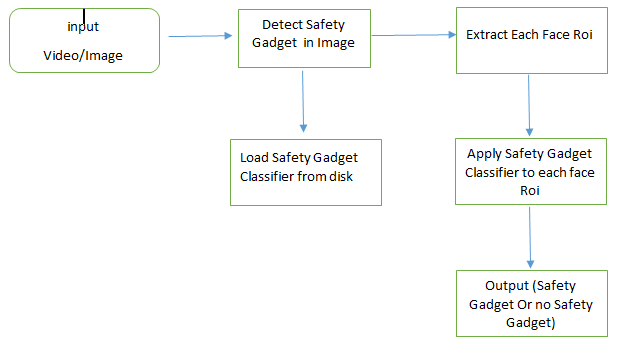 input
Video/Image
Detect Safety
Gadget in Image
Extract Each Face Roi
Load Safety Gadget
Classifier from disk
Apply Safety Gadget
Classifier to each face
Roi
Output (Safety
Gadget Or no Safety
Gadget)